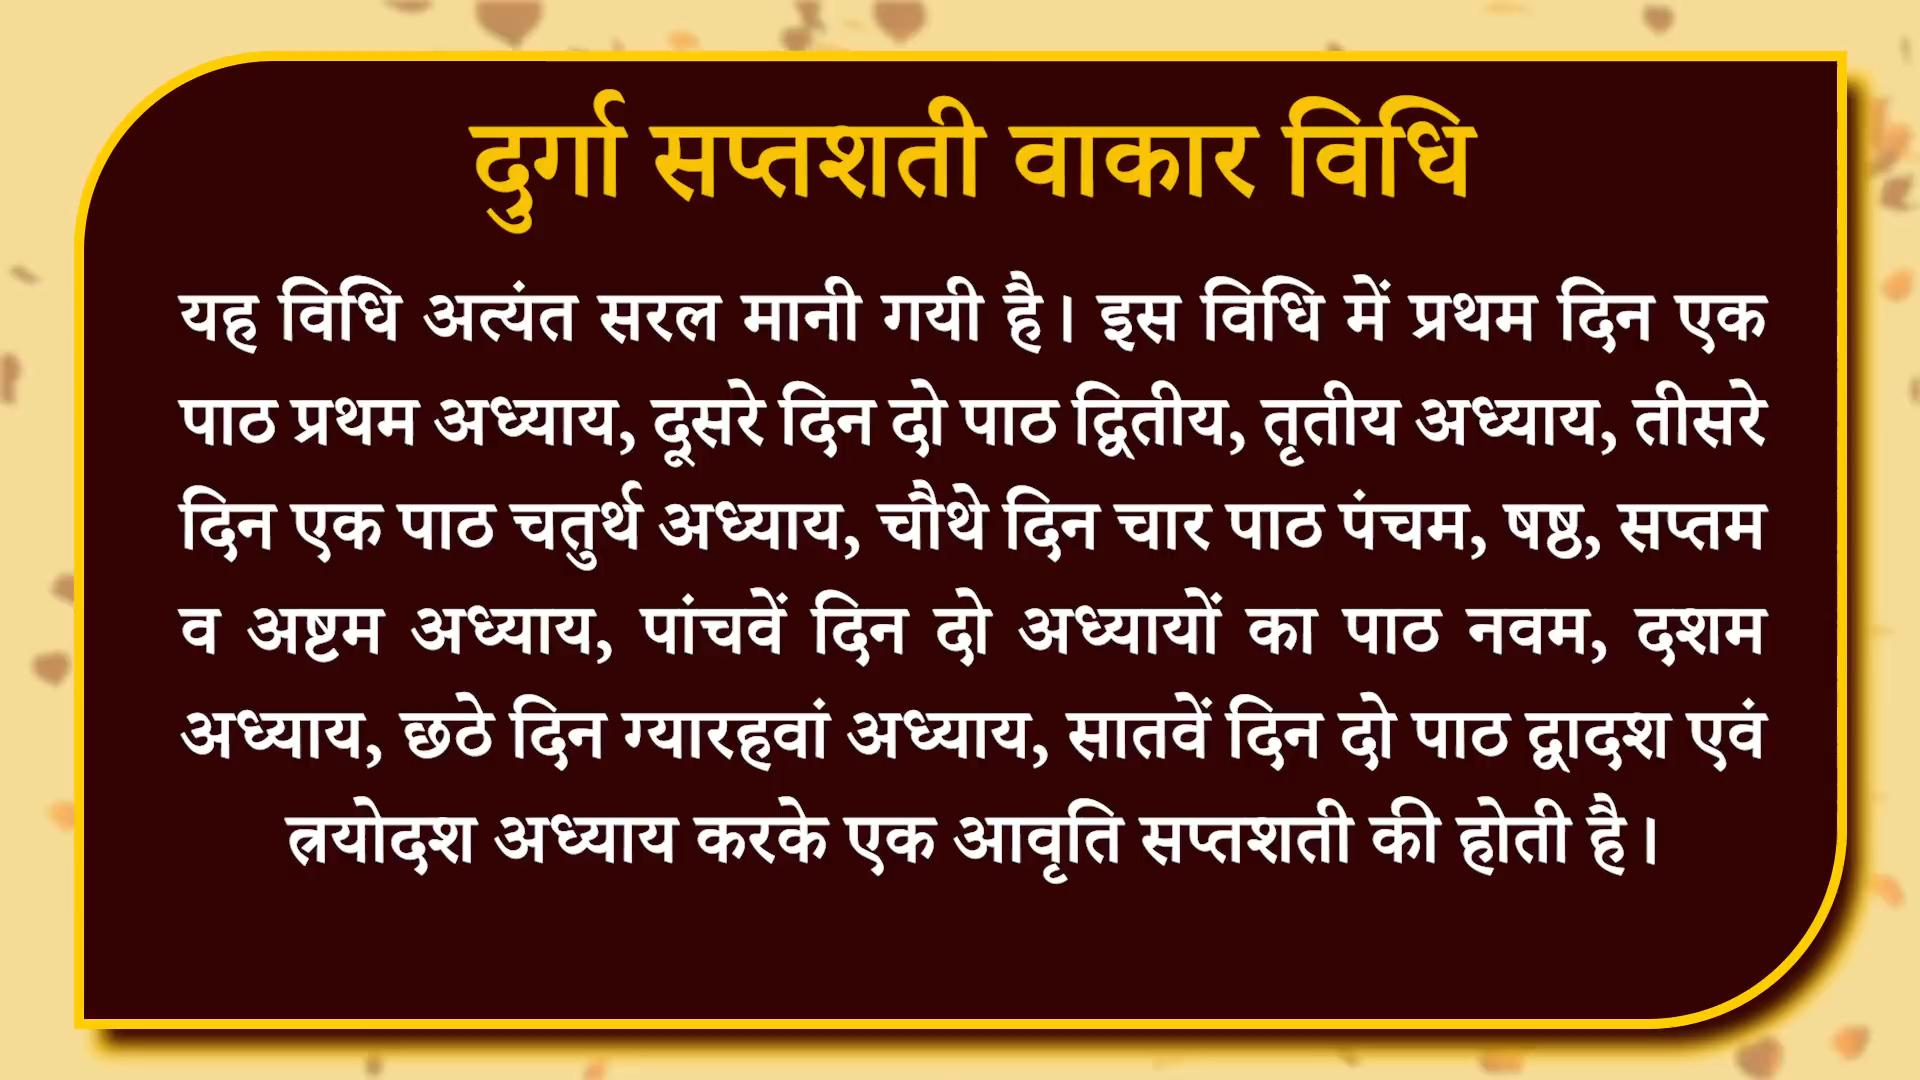 दुर्गा सप्तशती वाकार विधि
यह विधि अत्यंत सरल मानी गयी है। इस विधि में प्रथम दिन एक
पाठ प्रथम अध्याय, दूसरे दिन दो पाठ द्वितीय, तृतीय अध्याय, तीसरे
दिन एक पाठ चतुर्थ अध्याय, चौथे दिन चार पाठ पंचम, षष्ठ, सप्तम
व अष्टम अध्याय, पांचवें दिन दो अध्यायों का पाठ नवम, दशम
अध्याय, छठे दिन ग्यारहवां अध्याय, सातवें दिन दो पाठ द्वादश एवं
त्रयोदश अध्याय करके एक आवृति सप्तशती की होती है।